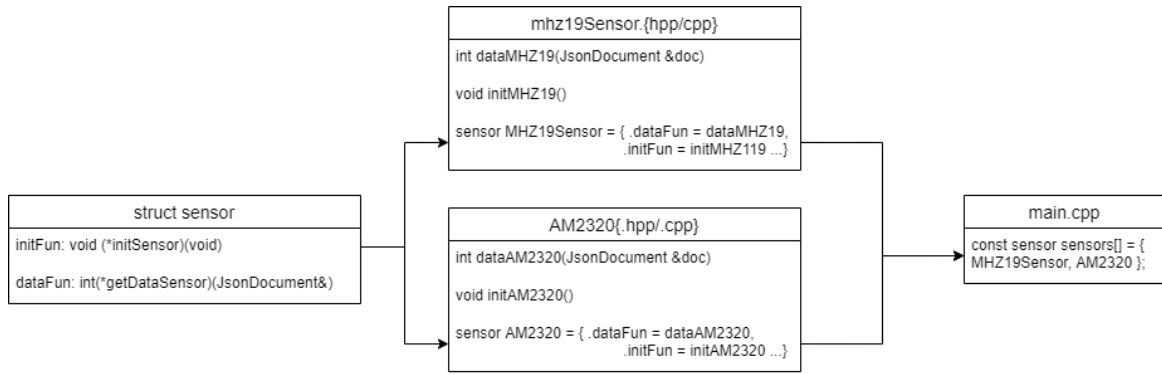 struct sensor
initFun: void (*initSensor)(void)
dataFun: int(*getDataSensor)(JsonDocument&)
mhz19Sensor.{hpp/cpp}
int dataMHZ19(JsonDocument &doc)
void initMHZ19()
sensor MHZ19Sensor = { .dataFun = dataMHZ19,
.initFun = initMHZ119 ...}
AM2320{.hpp/.cpp}
int dataAM2320(JsonDocument &doc)
void initAM2320()
sensor AM2320 = { .dataFun = dataAM2320,
.initFun = initAM2320 ...}
main.cpp
const sensor sensors[] = {
MHZ19Sensor, AM2320 };